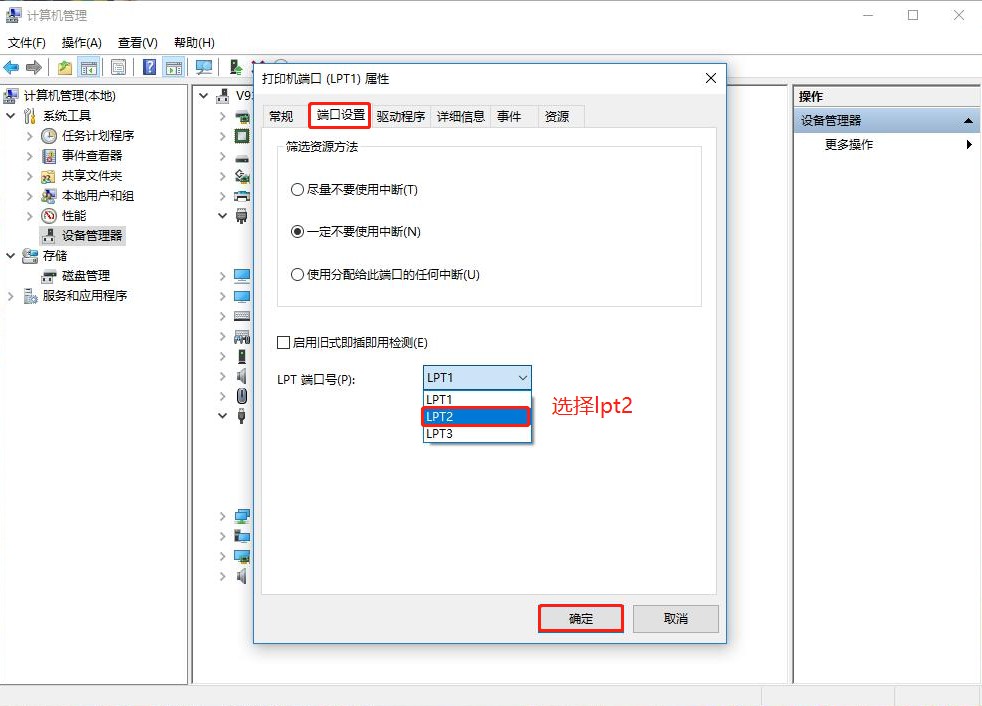 计算机管理
文件(F) 操作(A) 查看(V) 帮助(H)
计算机管理(本地)
系统工具
任务计划程序
事件查看器
共享文件夹
本地用户和组
性能
设备管理器
存储
磁盘管理
服务和应用程序
打印机端口 (LPT1) 属性
常规 端口设置 驱动程序 详细信息 事件 资源
筛选资源方法
尽量不要使用中断(T)
一定不要使用中断(N)
使用分配给此端口的任何中断(U)
启用旧式即插即用检测(E)
LPT 端口号(P):
LPT1
LPT1
LPT2
LPT3
选择lpt2
确定 取消
操作
设备管理器
更多操作